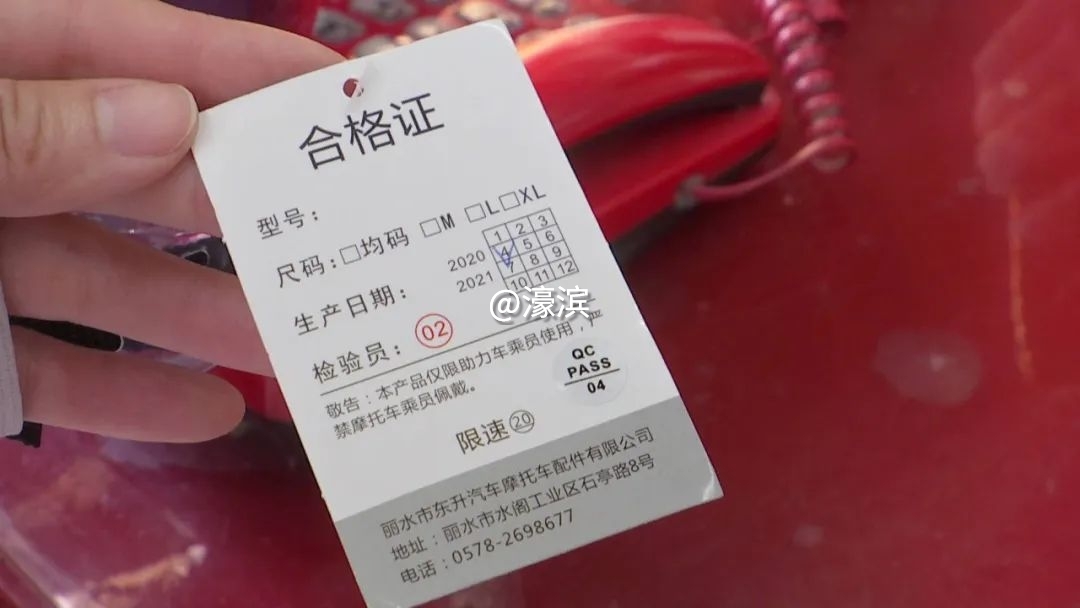 合格证
型号：
尺码：□均码 □M □L□XL
2020
2021
1 2 3
4 5 6
7 8 9
10 11 12
生产日期：
@濠滨
检验员： 02
敬告：本产品仅限助力车乘员使用，严
禁摩托车乘员佩戴。
QC
PASS
04
限速20
丽水市东升汽车摩托车配件有限公司
地址：丽水市水阁工业区石亭路8号
电话：0578-2698677